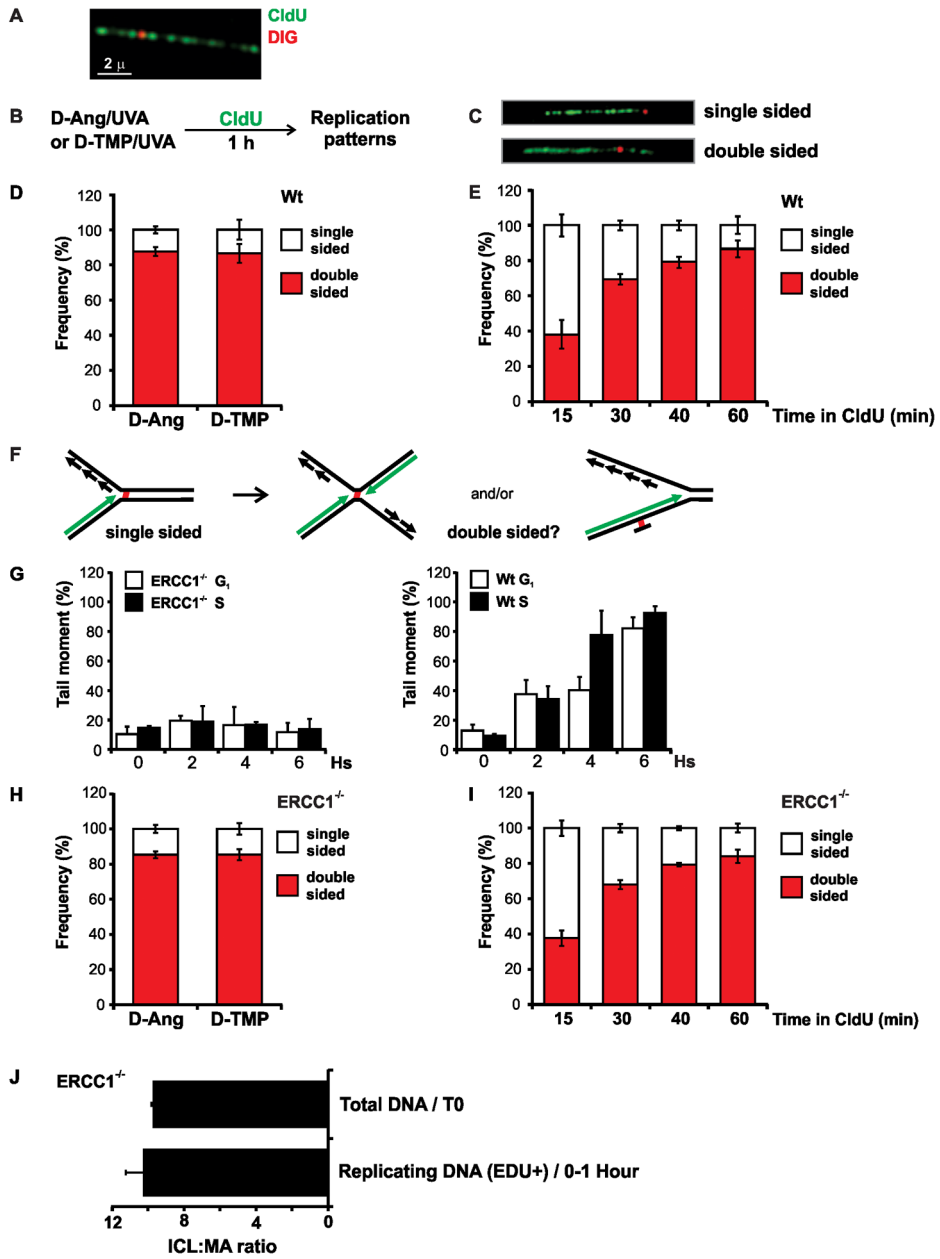 A
CldU
DIG
2 μ
B
D-Ang/UVA
or D-TMP/UVA
CldU
1 h
Replication
patterns
C
single sided
double sided
D
Wt
Frequency (%)
120
100
80
60
40
20
0
D-Ang
D-TMP
single
sided
double
sided
E
Wt
Frequency (%)
120
100
80
60
40
20
0
15
30
40
60
Time in CldU (min)
single
sided
double
sided
F
single sided
and/or
double sided?
G
Tail moment (%)
120
100
80
60
40
20
0
ERCC1-/- G1
ERCC1-/- S
0
2
4
6
Hs
Tail moment (%)
120
100
80
60
40
20
0
Wt G1
Wt S
0
2
4
6
Hs
H
ERCC1-/-
Frequency (%)
120
100
80
60
40
20
0
D-Ang
D-TMP
single
sided
double
sided
I
ERCC1-/-
Frequency (%)
120
100
80
60
40
20
0
15
30
40
60
Time in CldU (min)
single
sided
double
sided
J
ERCC1-/-
Total DNA / T0
Replicating DNA (EDU+) / 0-1 Hour
12
8
4
0
ICL:MA ratio